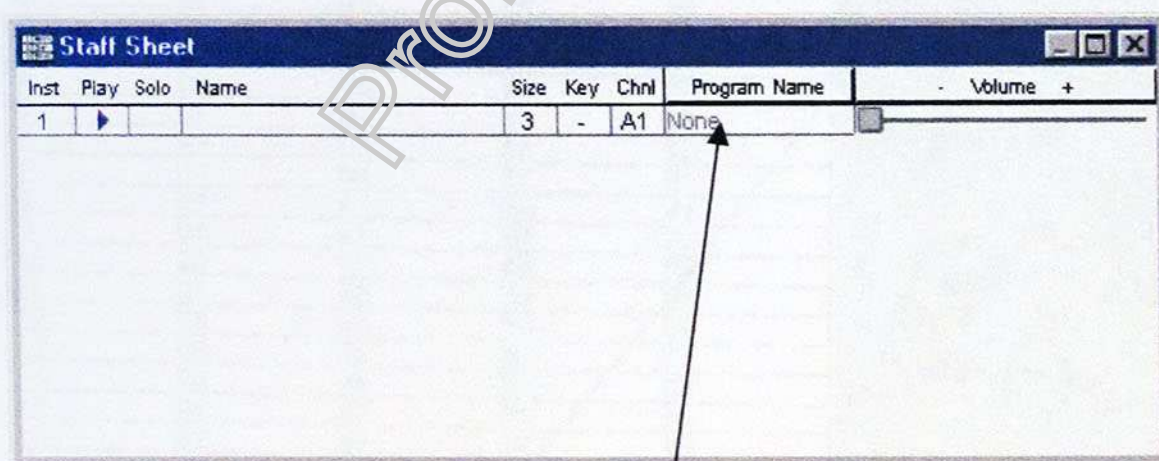 Staff Sheet
Inst Play Solo Name Size Key Chnl Program Name - Volume +
1 3 - A1 None